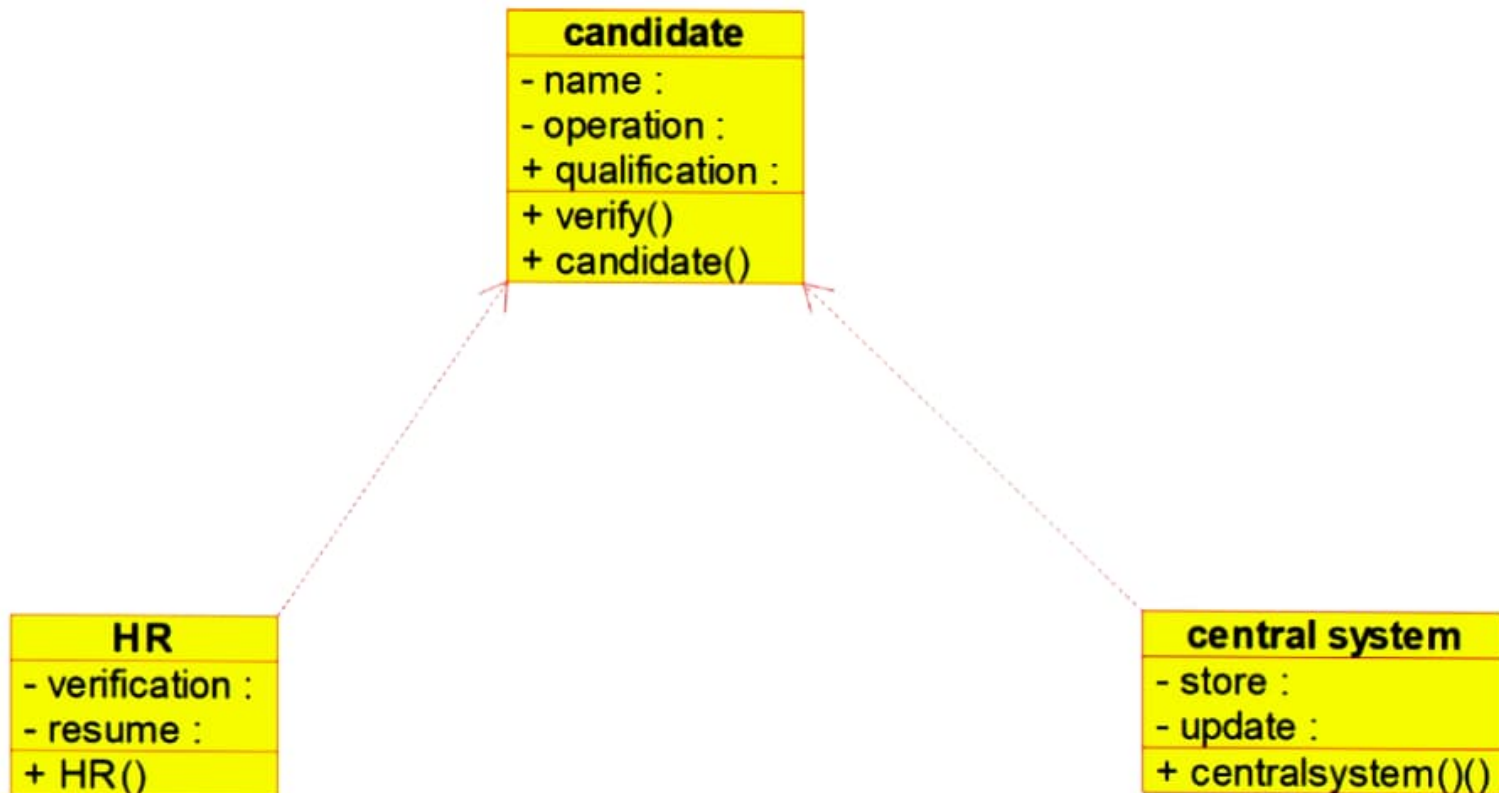 candidate
- name :
- operation :
+ qualification :
+ verify()
+ candidate()
HR
- verification :
- resume :
+ HR()
central system
- store :
- update :
+ centralsystem()()